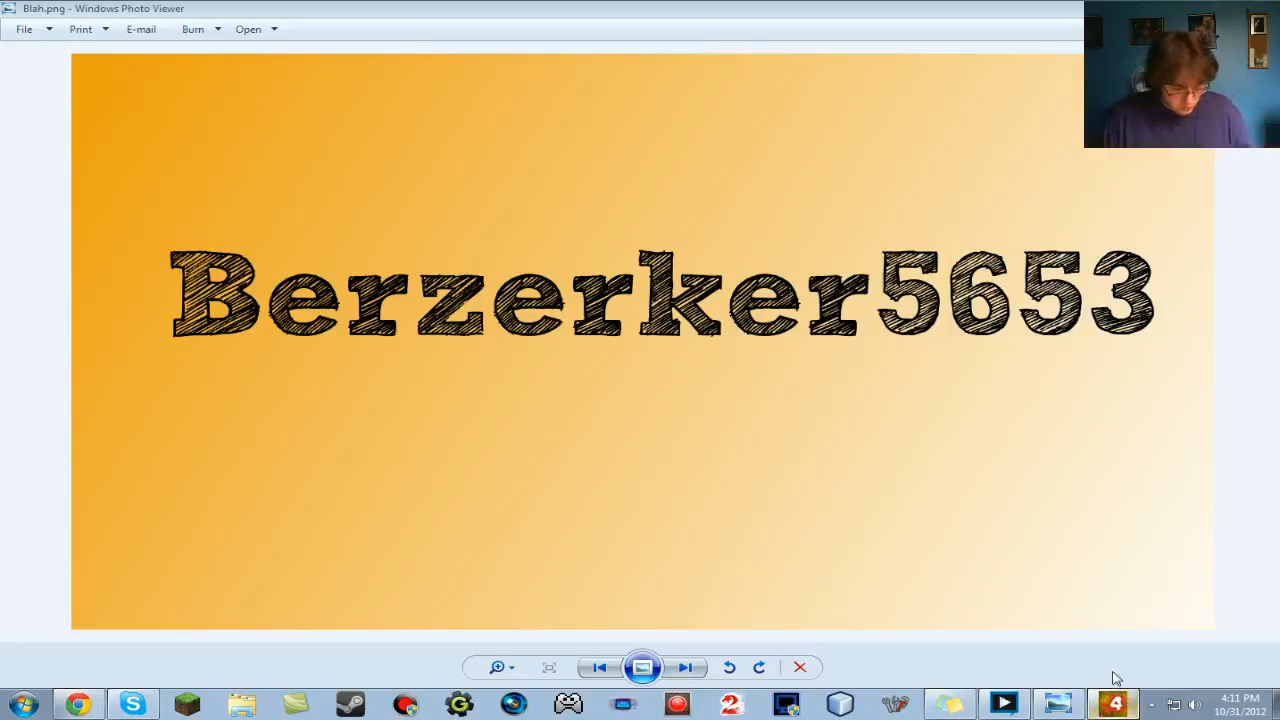 Blah.png - Windows Photo Viewer
File Print E-mail Burn Open
Berzerker5653
4:11 PM
10/31/2012